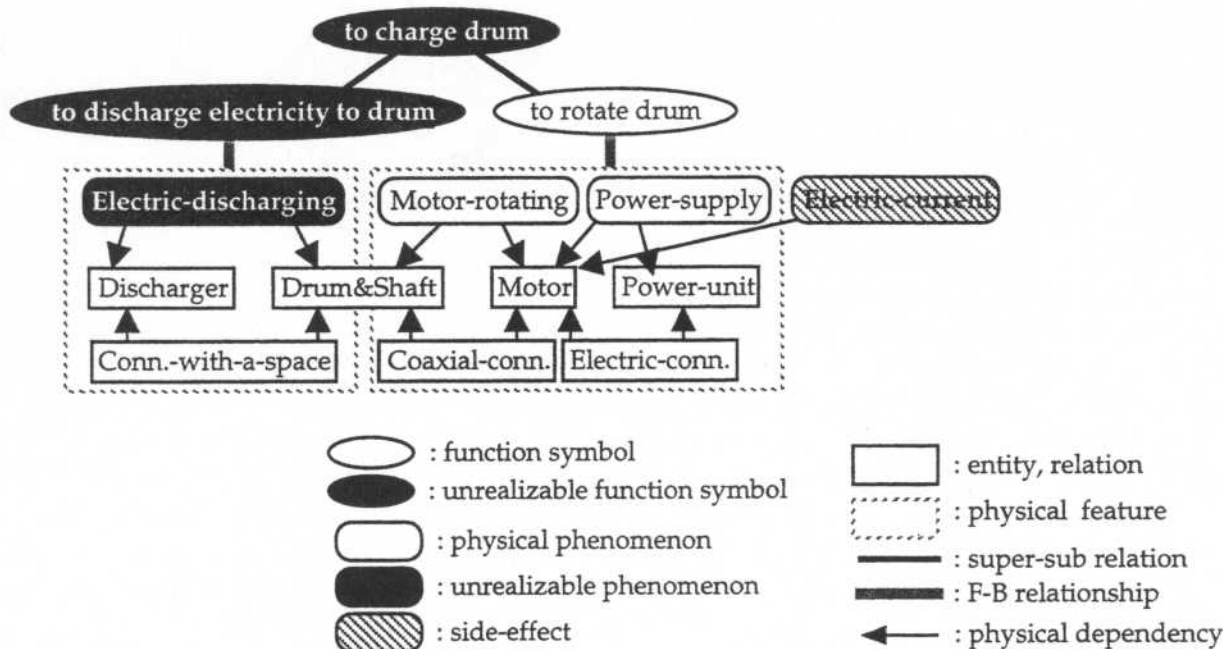 to charge drum
to discharge electricity to drum
to rotate drum
Electric-discharging
Motor-rotating
Power-supply
Electric-current
Discharger
Drum&Shaft
Motor
Power-unit
Conn.-with-a-space
Coaxial-conn.
Electric-conn.
: function symbol
: unrealizable function symbol
: physical phenomenon
: unrealizable phenomenon
: side-effect
: entity, relation
: physical feature
: super-sub relation
: F-B relationship
: physical dependency